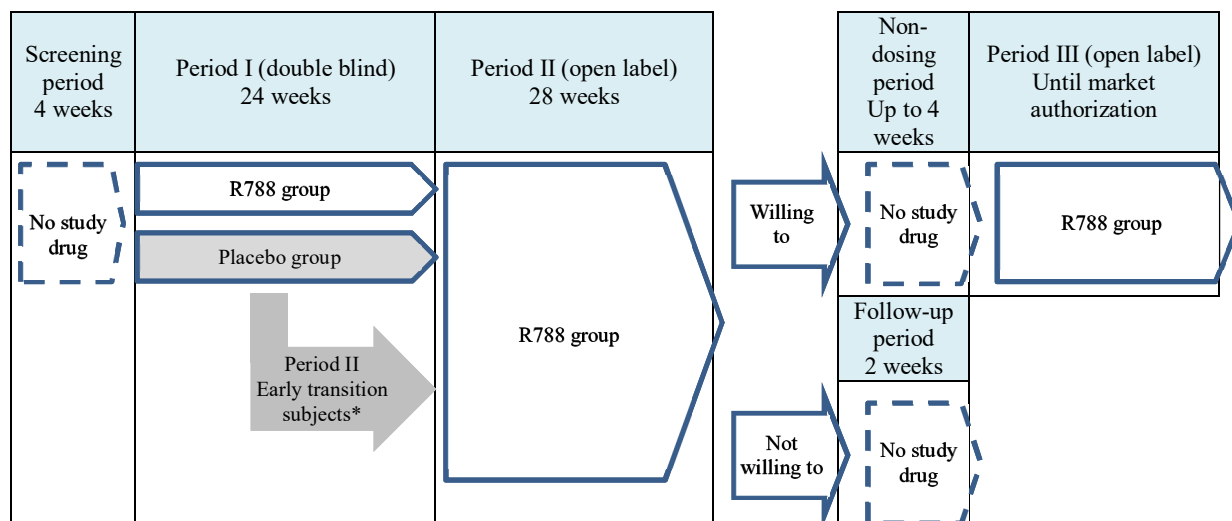 Screening
period
4 weeks
Period I (double blind)
24 weeks
Period II (open label)
28 weeks
Non-
dosing
period
Up to 4
weeks
Period III (open label)
Until market
authorization
No study
drug
R788 group
Placebo group
Period II
Early transition
subjects*
R788 group
Willing
to
No study
drug
R788 group
Follow-up
period
2 weeks
Not
willing to
No study
drug